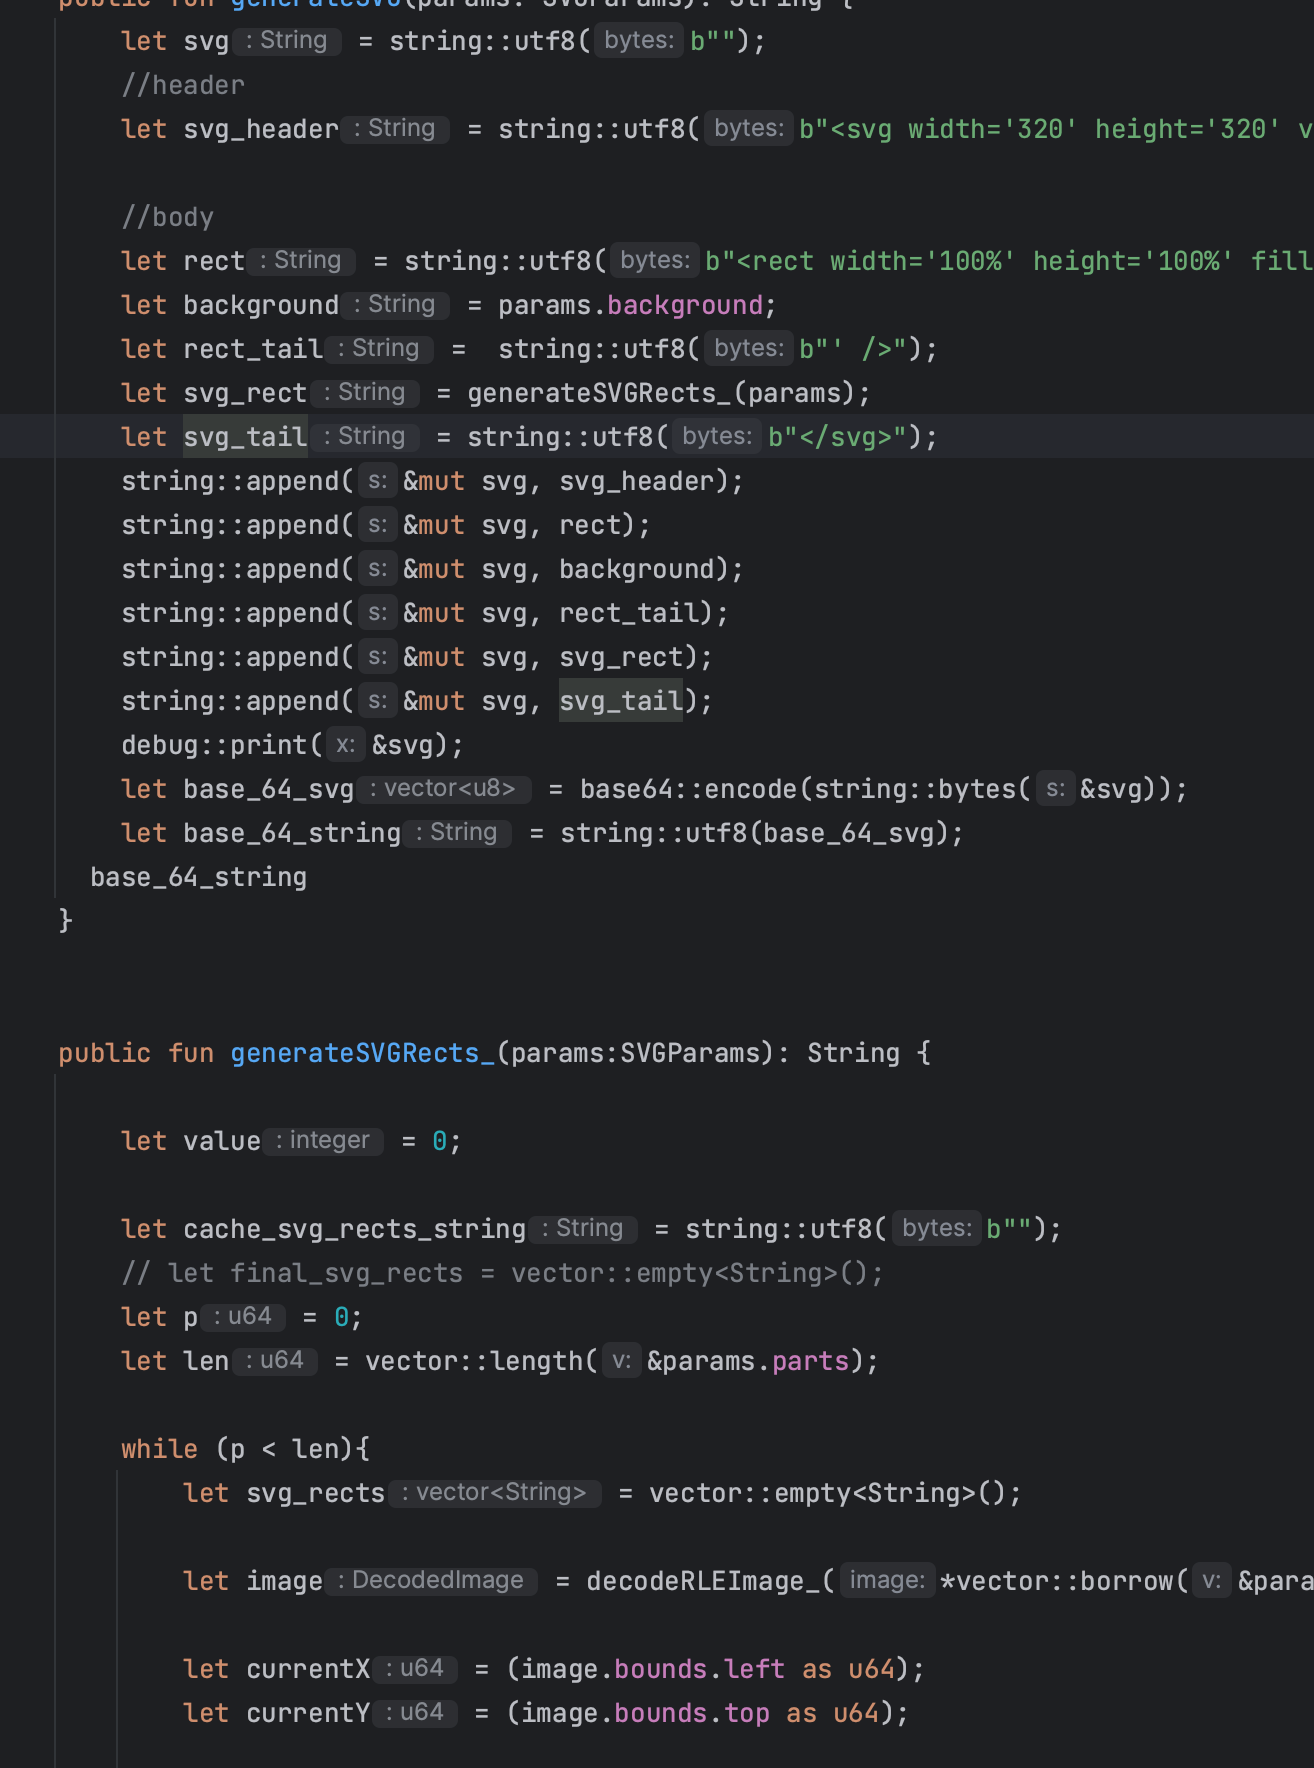 public fun generateSVG(params: SVGParams): String {
let svg : String = string::utf8( bytes: b"");
//header
let svg_header : String = string::utf8( bytes: b"<svg width='320' height='320' v
//body
let rect : String = string::utf8( bytes: b"<rect width='100%' height='100%' fill
let background : String = params.background;
let rect_tail : String =  string::utf8( bytes: b"' />");
let svg_rect : String = generateSVGRects_(params);
let svg_tail : String = string::utf8( bytes: b"</svg>");
string::append( s: &mut svg, svg_header);
string::append( s: &mut svg, rect);
string::append( s: &mut svg, background);
string::append( s: &mut svg, rect_tail);
string::append( s: &mut svg, svg_rect);
string::append( s: &mut svg, svg_tail);
debug::print( x: &svg);
let base_64_svg : vector<u8> = base64::encode(string::bytes( s: &svg));
let base_64_string : String = string::utf8(base_64_svg);
base_64_string
}
public fun generateSVGRects_(params:SVGParams): String {
let value : integer = 0;
let cache_svg_rects_string : String = string::utf8( bytes: b"");
// let final_svg_rects = vector::empty<String>();
let p : u64 = 0;
let len : u64 = vector::length( v: &params.parts);
while (p < len){
let svg_rects : vector<String> = vector::empty<String>();
let image : DecodedImage = decodeRLEImage_( image: *vector::borrow( v: &para
let currentX : u64 = (image.bounds.left as u64);
let currentY : u64 = (image.bounds.top as u64);